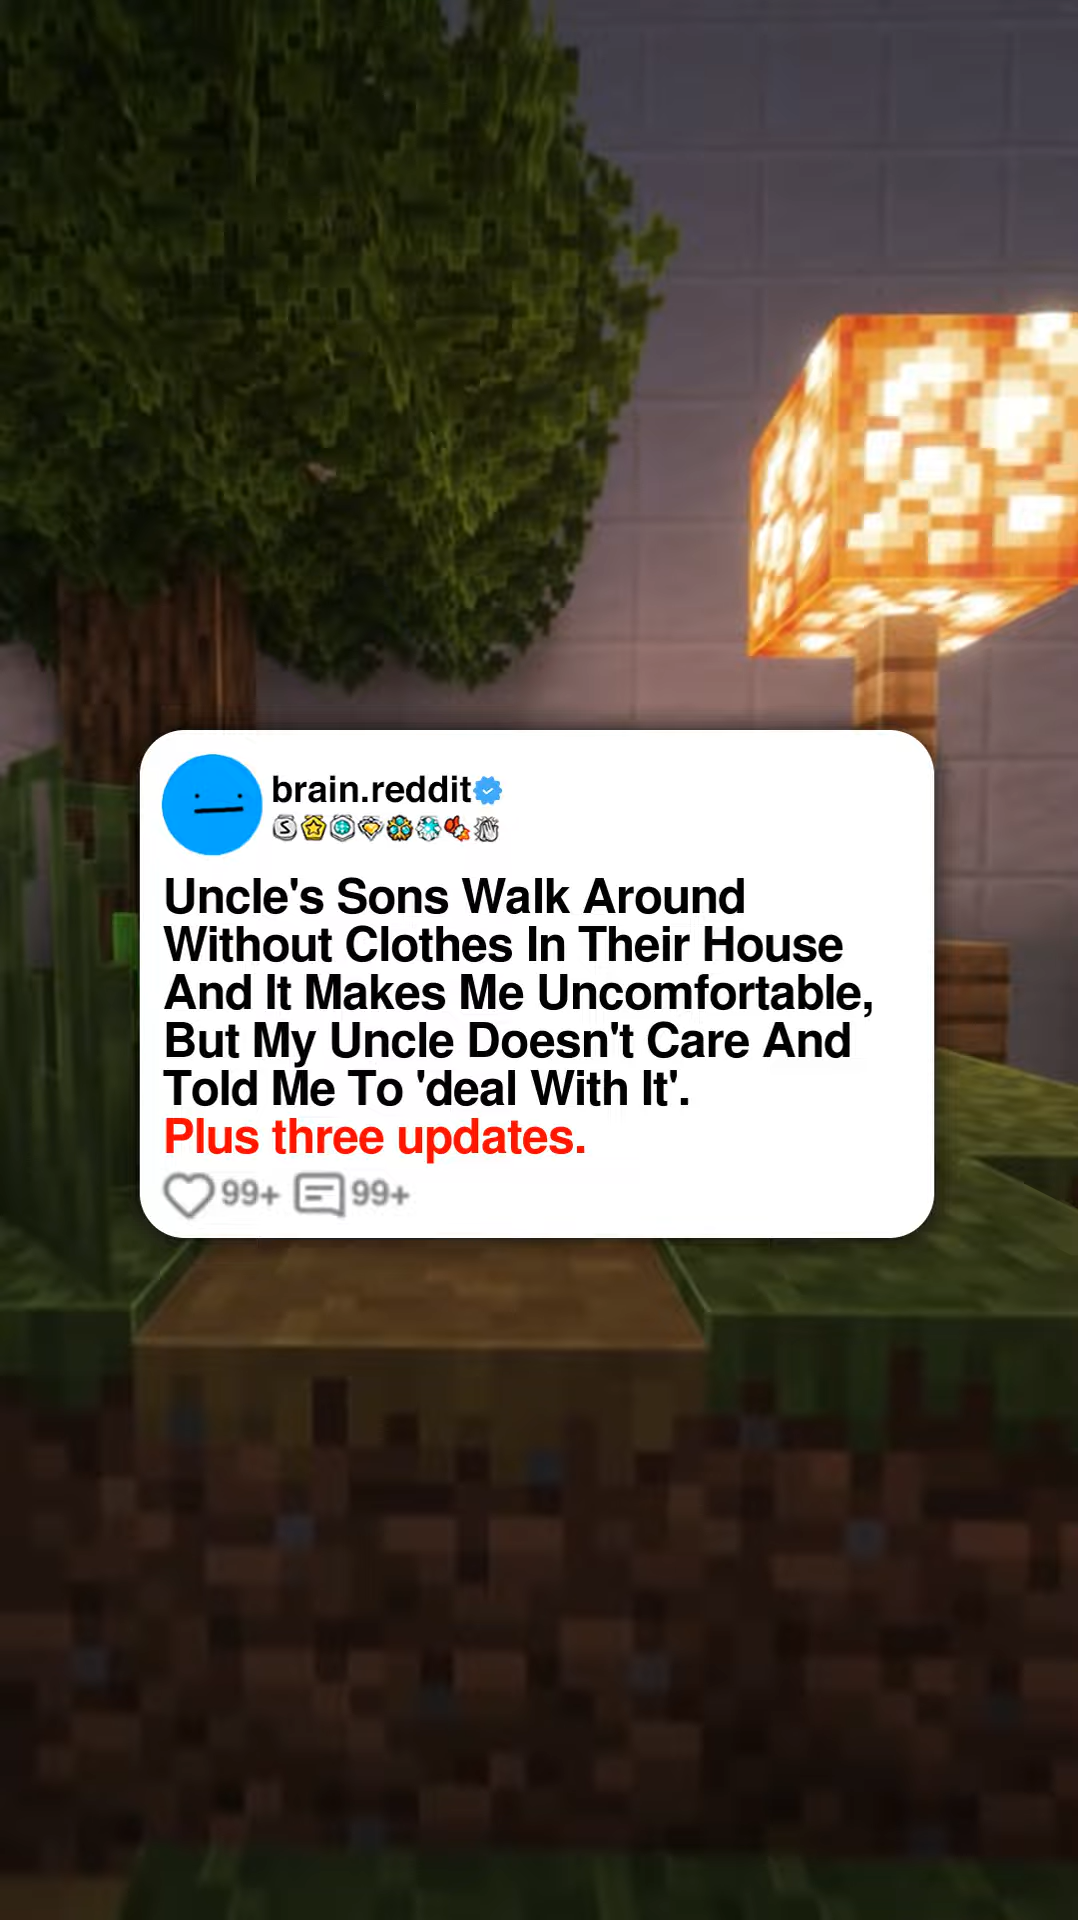 brain.reddit
Uncle's Sons Walk Around
Without Clothes In Their House
And It Makes Me Uncomfortable,
But My Uncle Doesn't Care And
Told Me To 'deal With It'.
Plus three updates.
99+ 99+